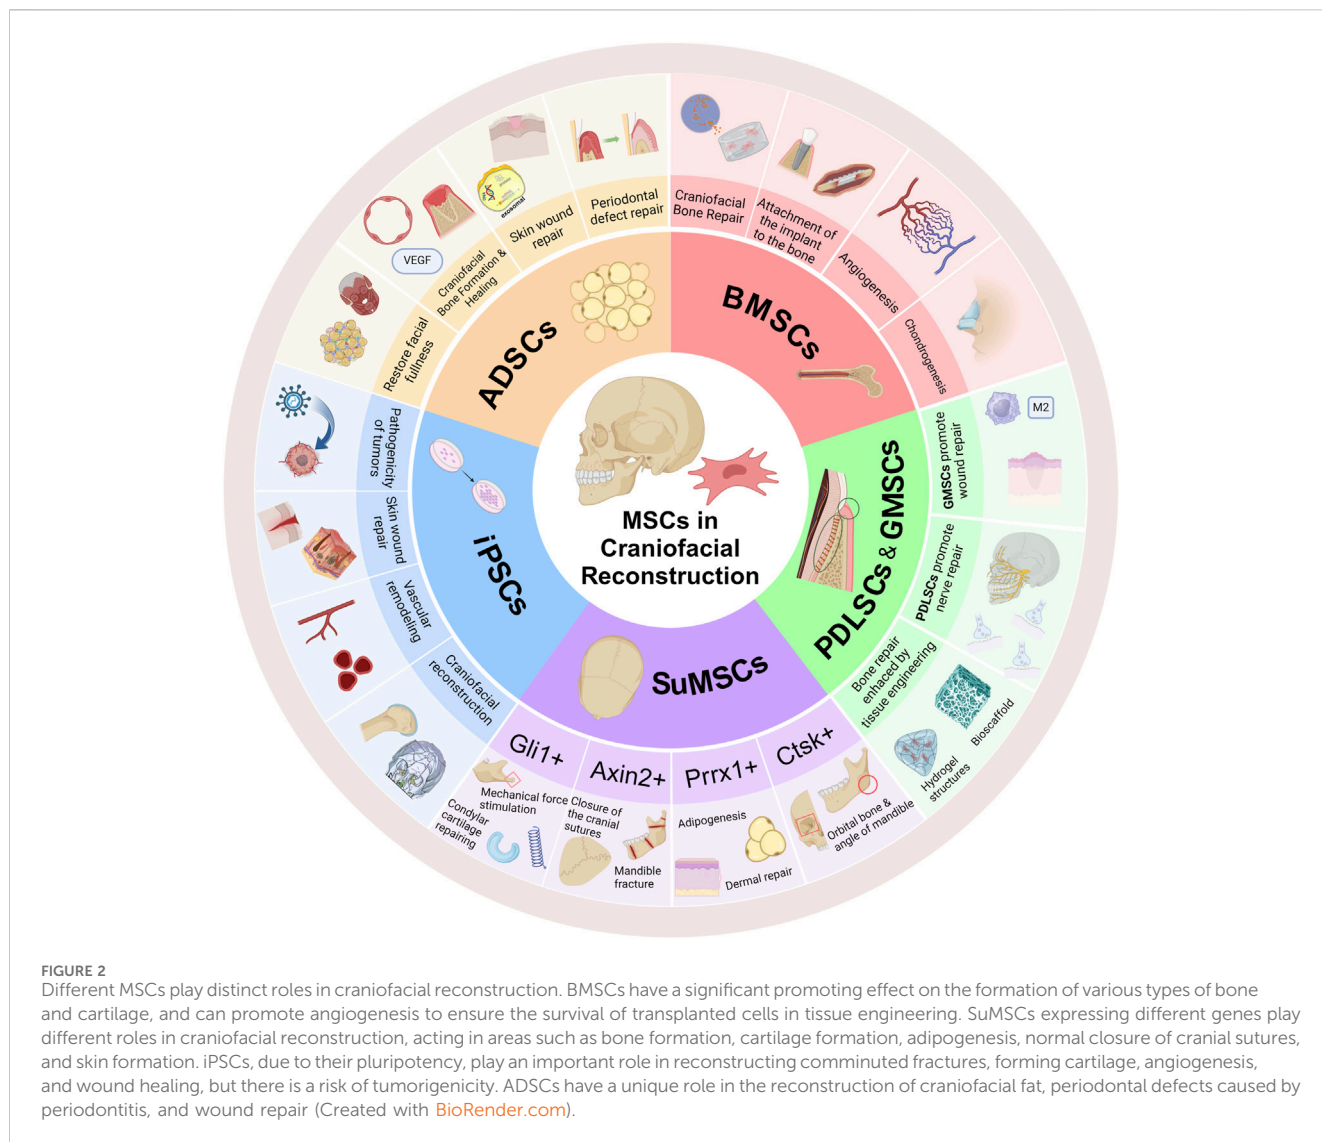 MSCs in
Craniofacial
Reconstruction
BMSCs
Craniofacial
Bone Repair
Attachment of
the implant
to the bone
Angiogenesis
Chondrogenesis
PDLSCs & GMSCs
M2
GMSCs promote
wound repair
PDLSCs promote
nerve repair
Bone repair
enhaced by
tissue engineering
Bioscaffold
Hydrogel
structures
SuMSCs
Ctsk+
Orbital bone &
angle of mandible
Prrx1+
Adipogenesis
Dermal repair
Axin2+
Closure of
the cranial
sutures
Mandible
fracture
Gli1+
Mechanical force
stimulation
Condylar
cartilage
repairing
iPSCs
Craniofacial
reconstruction
Vascular
remodeling
Skin wound
repair
Pathogenicity
of tumors
ADSCs
Restore facial
fullness
Craniofacial
Bone Formation &
Healing
VEGF
Skin wound
repair
exosomal
Periodontal
defect repair
FIGURE 2
Different MSCs play distinct roles in craniofacial reconstruction. BMSCs have a significant promoting effect on the formation of various types of bone
and cartilage, and can promote angiogenesis to ensure the survival of transplanted cells in tissue engineering. SuMSCs expressing different genes play
different roles in craniofacial reconstruction, acting in areas such as bone formation, cartilage formation, adipogenesis, normal closure of cranial sutures,
and skin formation. iPSCs, due to their pluripotency, play an important role in reconstructing comminuted fractures, forming cartilage, angiogenesis,
and wound healing, but there is a risk of tumorigenicity. ADSCs have a unique role in the reconstruction of craniofacial fat, periodontal defects caused by
periodontitis, and wound repair (Created with BioRender.com).